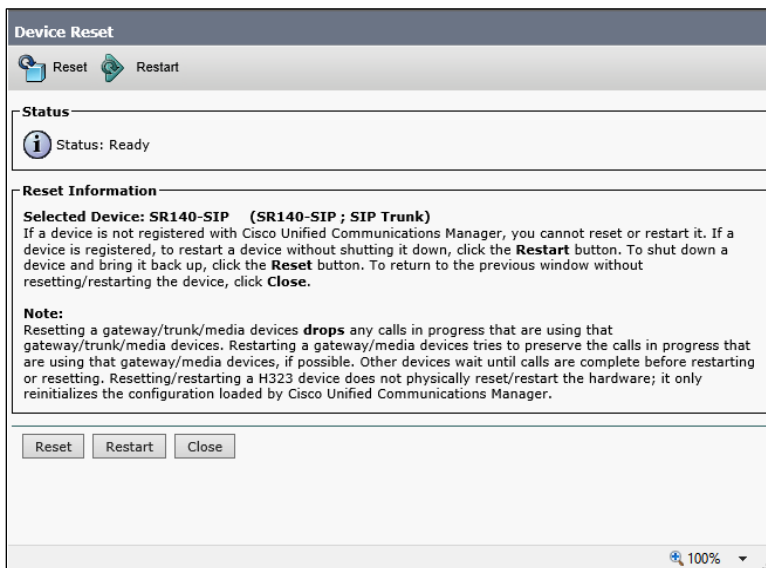 Device Reset
Reset Restart
Status
i Status: Ready
Reset Information
Selected Device: SR140-SIP (SR140-SIP ; SIP Trunk)
If a device is not registered with Cisco Unified Communications Manager, you cannot reset or restart it. If a
device is registered, to restart a device without shutting it down, click the Restart button. To shut down a
device and bring it back up, click the Reset button. To return to the previous window without
resetting/restarting the device, click Close.
Note:
Resetting a gateway/trunk/media devices drops any calls in progress that are using that
gateway/trunk/media devices. Restarting a gateway/media devices tries to preserve the calls in progress that
are using that gateway/media devices, if possible. Other devices wait until calls are complete before restarting
or resetting. Resetting/restarting a H323 device does not physically reset/restart the hardware; it only
reinitializes the configuration loaded by Cisco Unified Communications Manager.
Reset Restart Close
100%